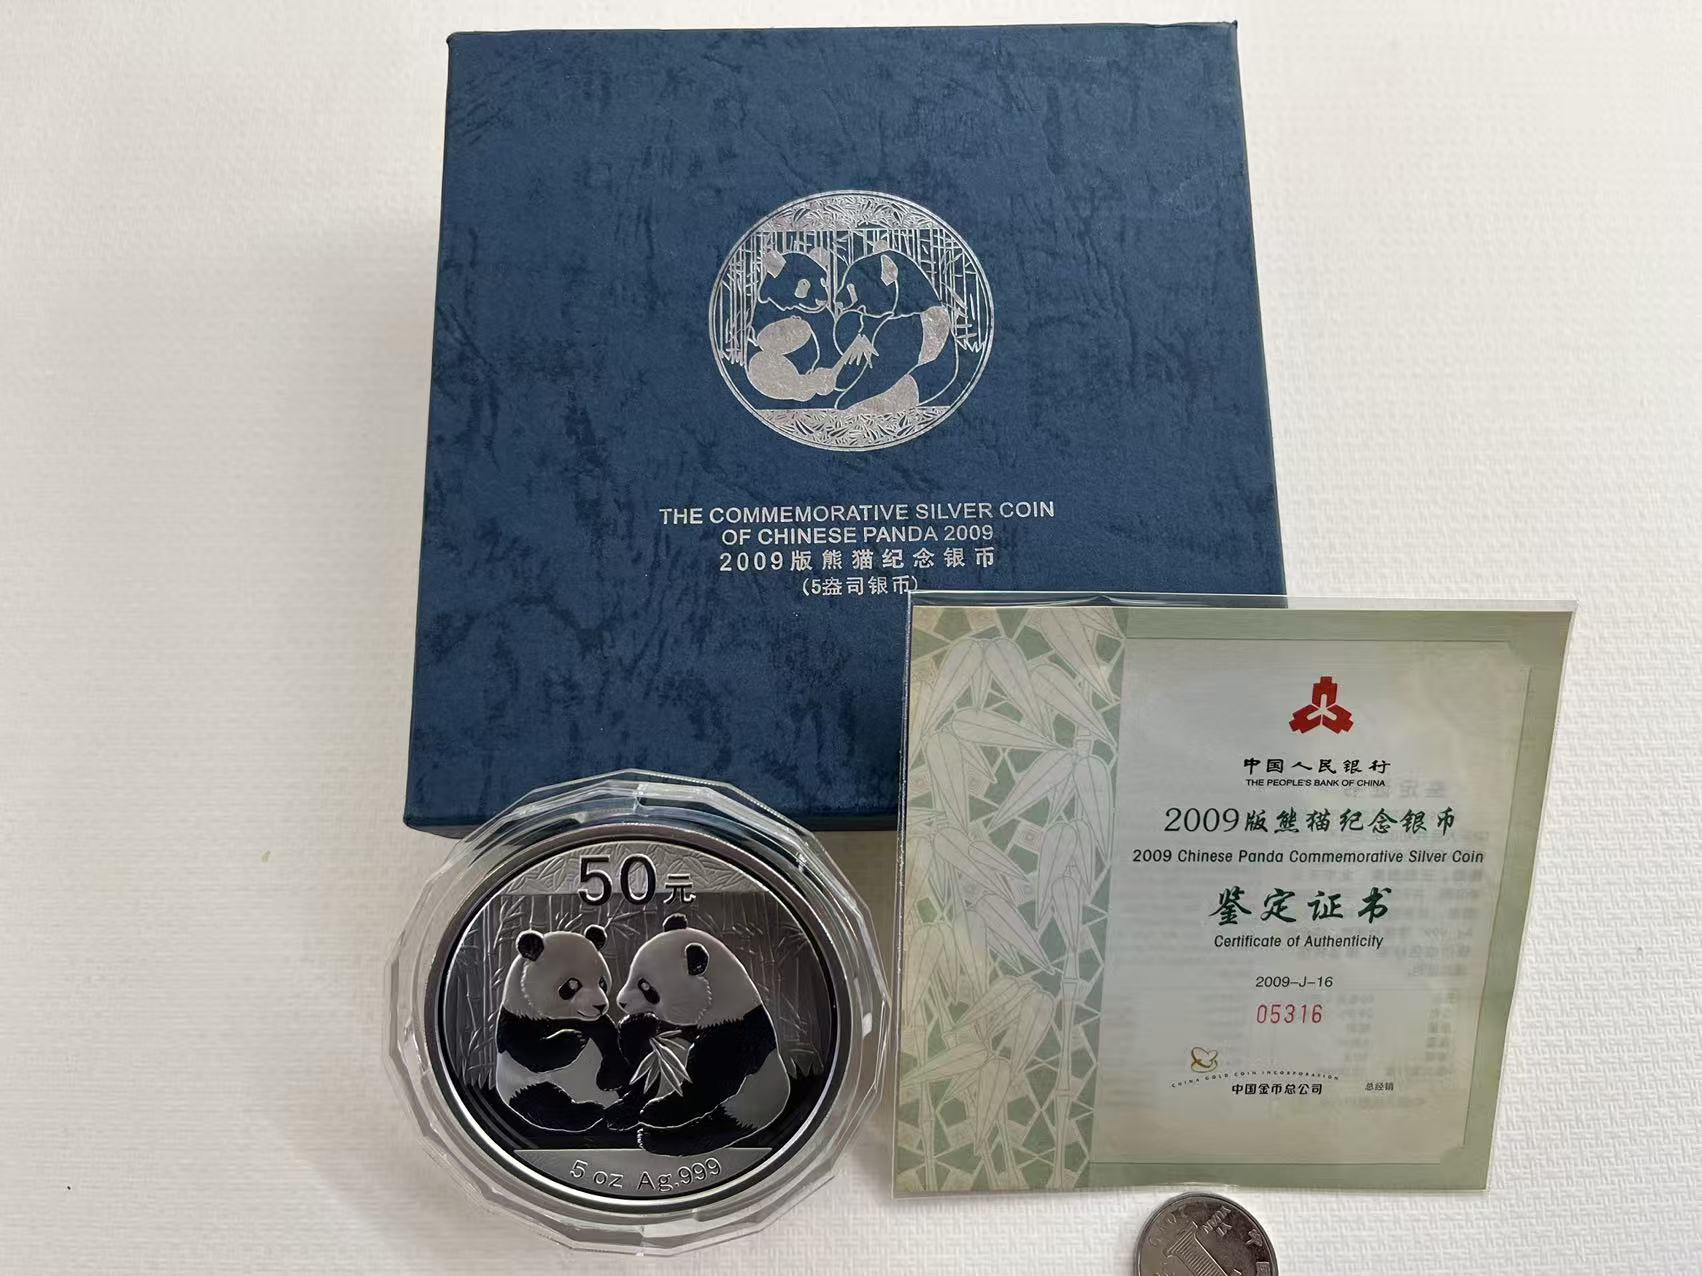 THE COMMEMORATIVE SILVER COIN
OF CHINESE PANDA 2009
2009版熊猫纪念银币
(5盎司银币)
中国人民银行
THE PEOPLE'S BANK OF CHINA
2009版熊猫纪念银币
2009 Chinese Panda Commemorative Silver Coin
鉴定证书
Certificate of Authenticity
2009-J-16
05316
CHINA GOLD COIN INCORPORATION
中国金币总公司
总经销
50元
5 oz Ag.999
YI YUAN
中国